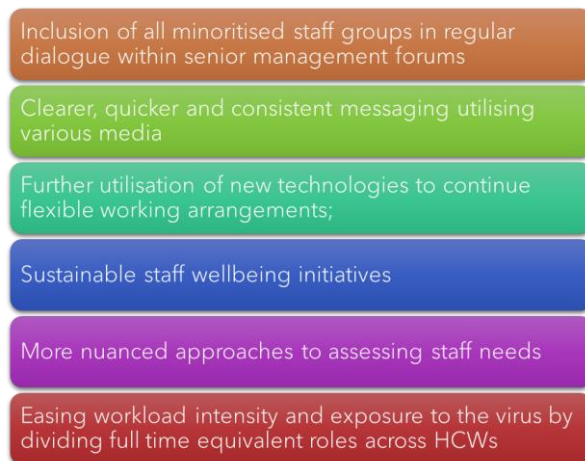 Inclusion of all minoritised staff groups in regular
dialogue within senior management forums
Clearer, quicker and consistent messaging utilising
various media
Further utilisation of new technologies to continue
flexible working arrangements;
Sustainable staff wellbeing initiatives
More nuanced approaches to assessing staff needs
Easing workload intensity and exposure to the virus by
dividing full time equivalent roles across HCWs